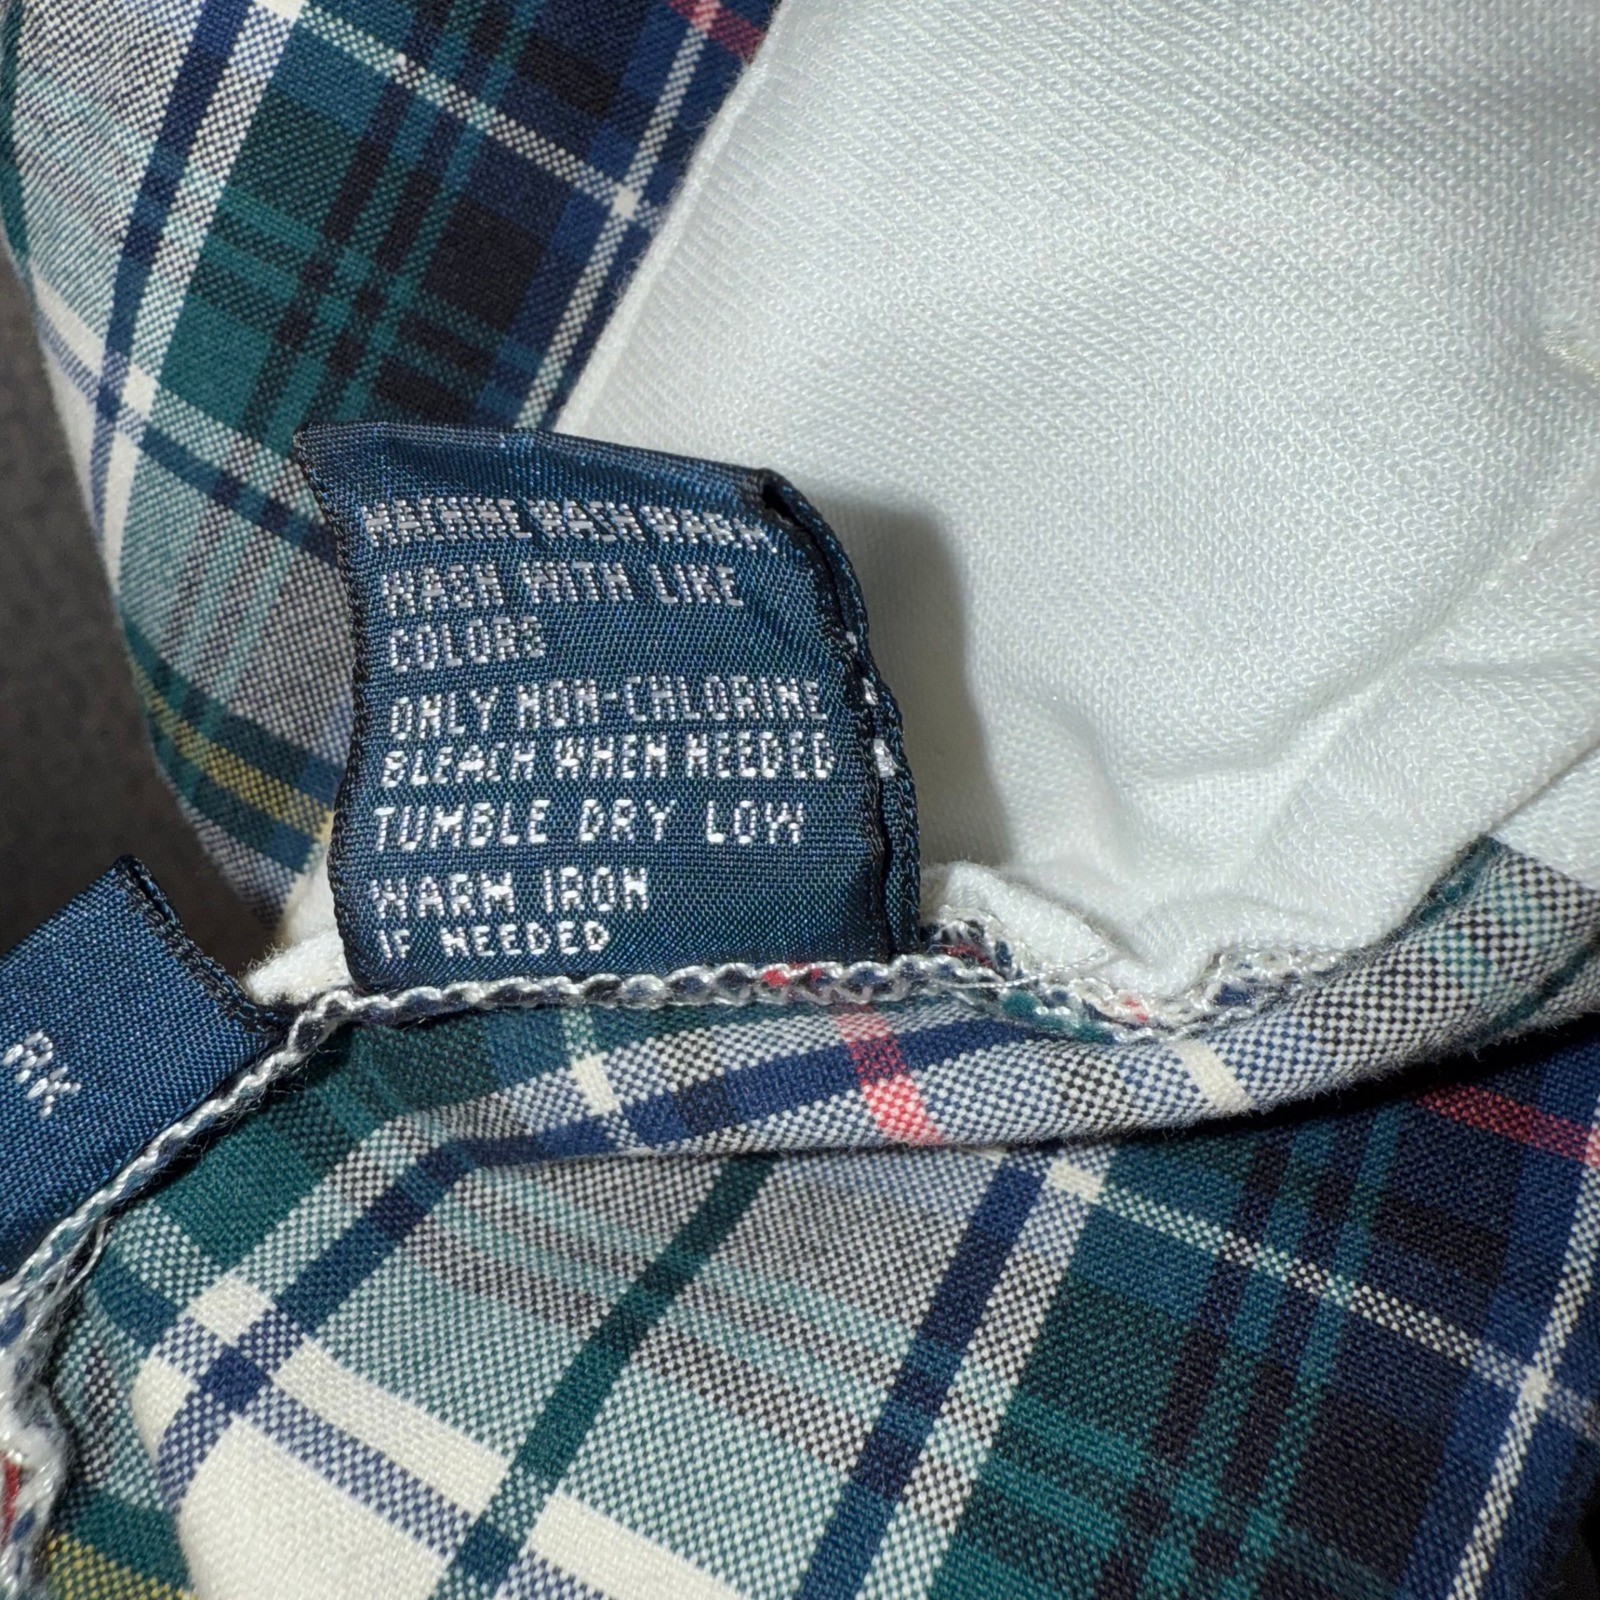 MACHINE WASH WARM,
WASH WITH LIKE
COLORS
ONLY NON-CHLORINE
BLEACH WHEN NEEDED
TUMBLE DRY LOW
WARM IRON
IF NEEDED
RK